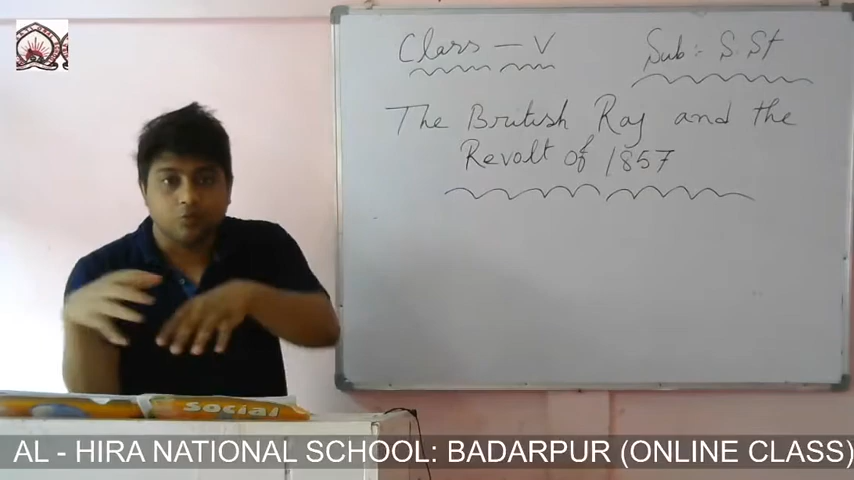 Class - V
Sub :- S. St
The British Raj and the
Revolt of 1857
Social
AL - HIRA NATIONAL SCHOOL: BADARPUR (ONLINE CLASS)